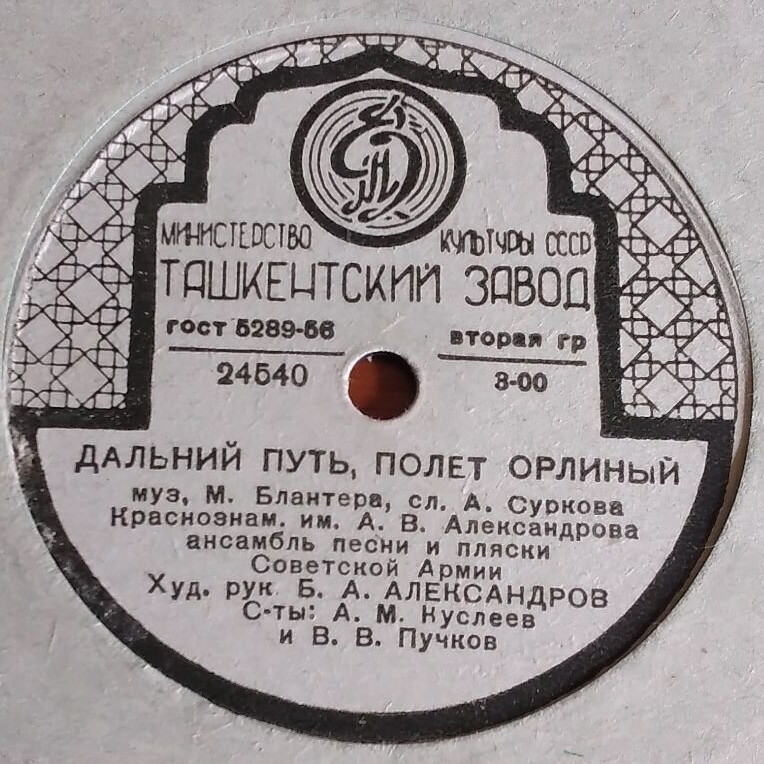 МИНИСТЕРСТВО КУЛЬТУРЫ СССР
ТАШКЕНТСКИЙ ЗАВОД
ГОСТ 5289-56 вторая гр
24540 8-00
ДАЛЬНИЙ ПУТЬ, ПОЛЕТ ОРЛИНЫЙ
муз, М. Блантера, сл. А. Суркова
Краснознам. им. А. В. Александрова
ансамбль песни и пляски
Советской Армии
Худ. рук. Б. А. АЛЕКСАНДРОВ
С-ты: А. М. Куслеев
и В. В. Пучков